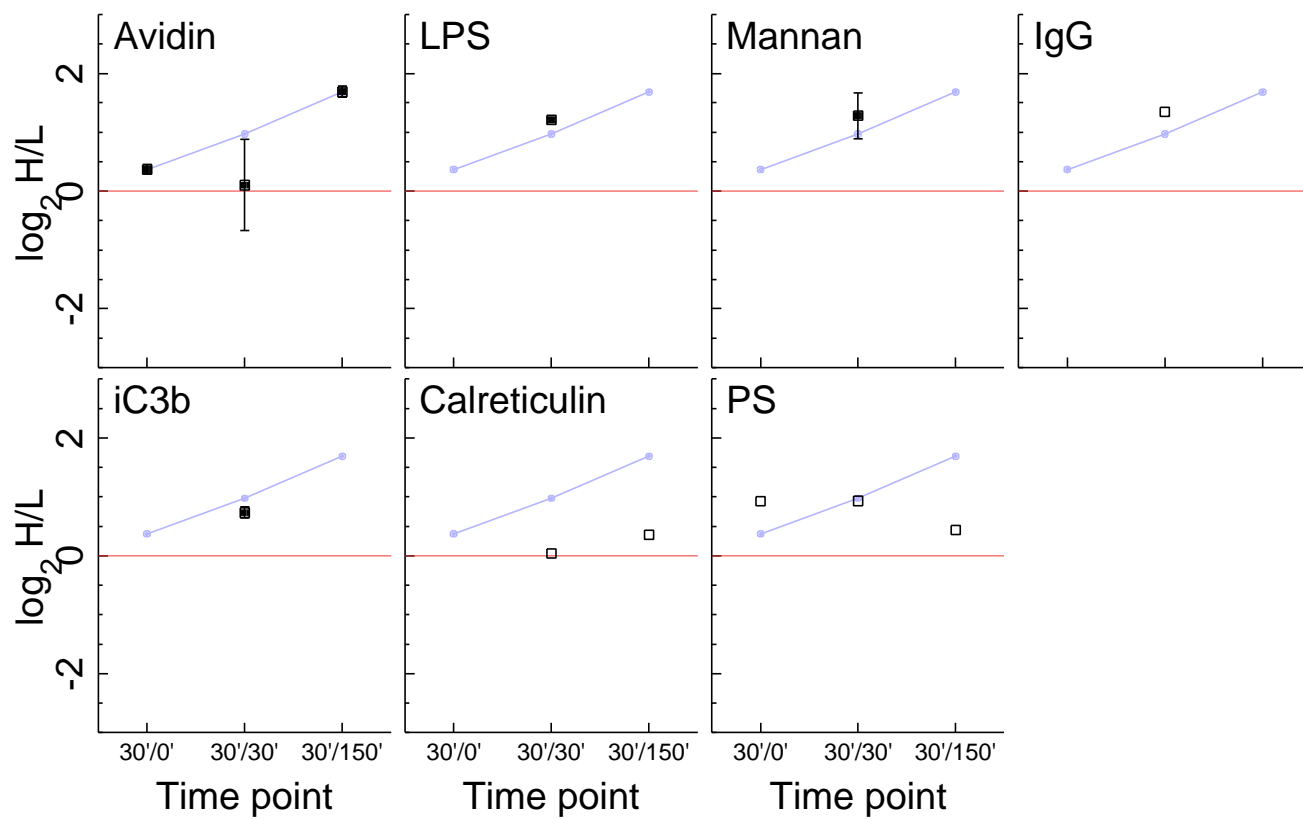 Avidin
LPS
Mannan
IgG
log₂ H/L
2
0
-2
iC3b
Calreticulin
PS
log₂ H/L
2
0
-2
30'/0' 30'/30' 30'/150'
30'/0' 30'/30' 30'/150'
30'/0' 30'/30' 30'/150'
Time point
Time point
Time point